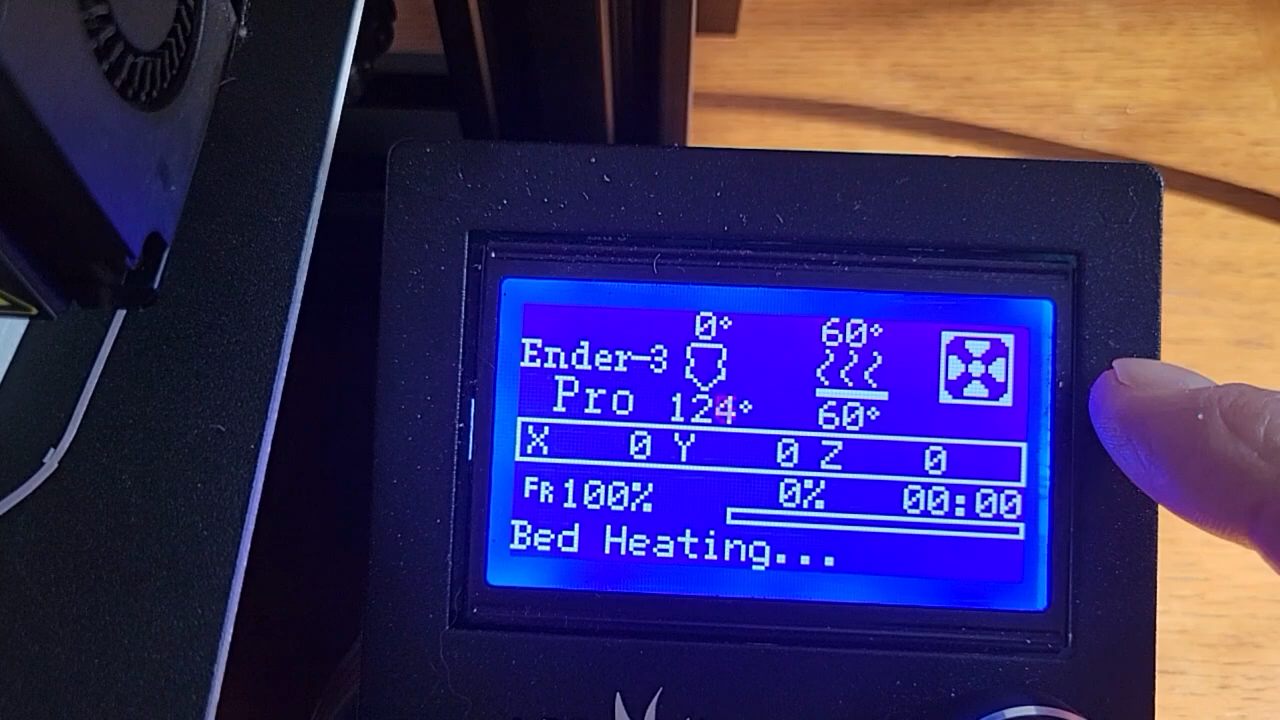 0° 60°
Ender-3
Pro 124° 60°
X 0 Y 0 Z 0
FR 100% 0% 00:00
Bed Heating...